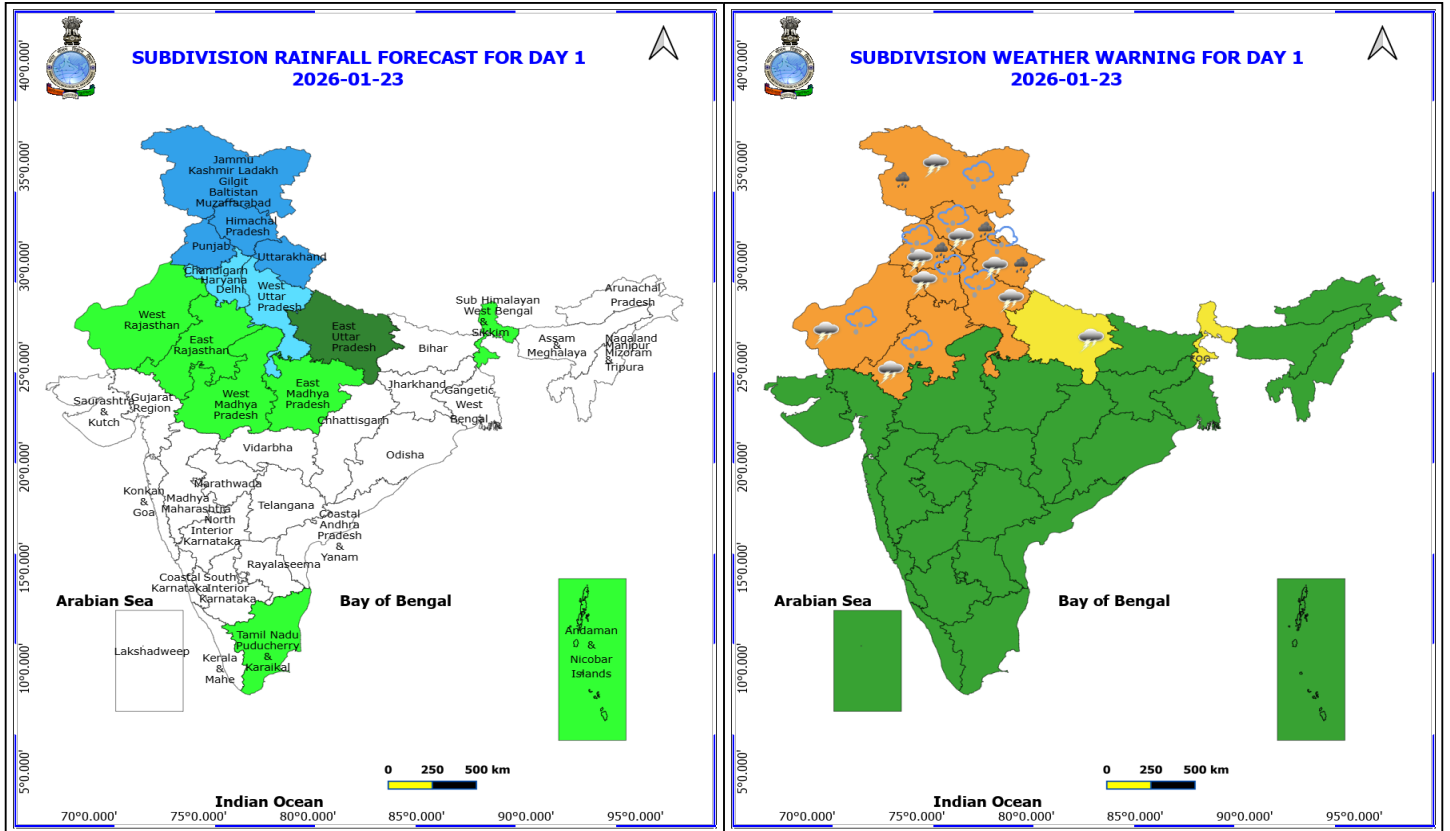 SUBDIVISION RAINFALL FORECAST FOR DAY 1
2026-01-23
40°0.000'
35°0.000'
30°0.000'
25°0.000'
20°0.000'
15°0.000'
10°0.000'
5°0.000'
Jammu
Kashmir Ladakh
Gilgit
Baltistan
Muzaffarabad
Himachal
Pradesh
Punjab
Uttarakhand
Chandigarh
Haryana
Delhi
West
Uttar
Pradesh
West
Rajasthan
East
Rajasthan
East
Uttar
Pradesh
Sub Himalayan
West Bengal
&
Sikkim
Arunachal
Pradesh
Assam
&
Meghalaya
Nagaland
Manipur
Mizoram
&
Tripura
Bihar
Jharkhand
Gangetic
West
Bengal
Saurashtra
&
Kutch
Gujarat
Region
West
Madhya
Pradesh
East
Madhya
Pradesh
Chhattisgarh
Vidarbha
Odisha
Konkan
&
Goa
Madhya
Maharashtra
Marathwada
Telangana
North
Interior
Karnataka
Coastal
Andhra
Pradesh
&
Yanam
Rayalaseema
Coastal
Karnataka
South
Interior
Karnataka
Arabian Sea
Bay of Bengal
Lakshadweep
Kerala
&
Mahe
Tamil Nadu
Puducherry
&
Karaikal
Andaman
&
Nicobar
Islands
0 250 500 km
Indian Ocean
70°0.000' 75°0.000' 80°0.000' 85°0.000' 90°0.000' 95°0.000'
SUBDIVISION WEATHER WARNING FOR DAY 1
2026-01-23
40°0.000'
35°0.000'
30°0.000'
25°0.000'
20°0.000'
15°0.000'
10°0.000'
5°0.000'
Arabian Sea
Bay of Bengal
0 250 500 km
Indian Ocean
70°0.000' 75°0.000' 80°0.000' 85°0.000' 90°0.000' 95°0.000'